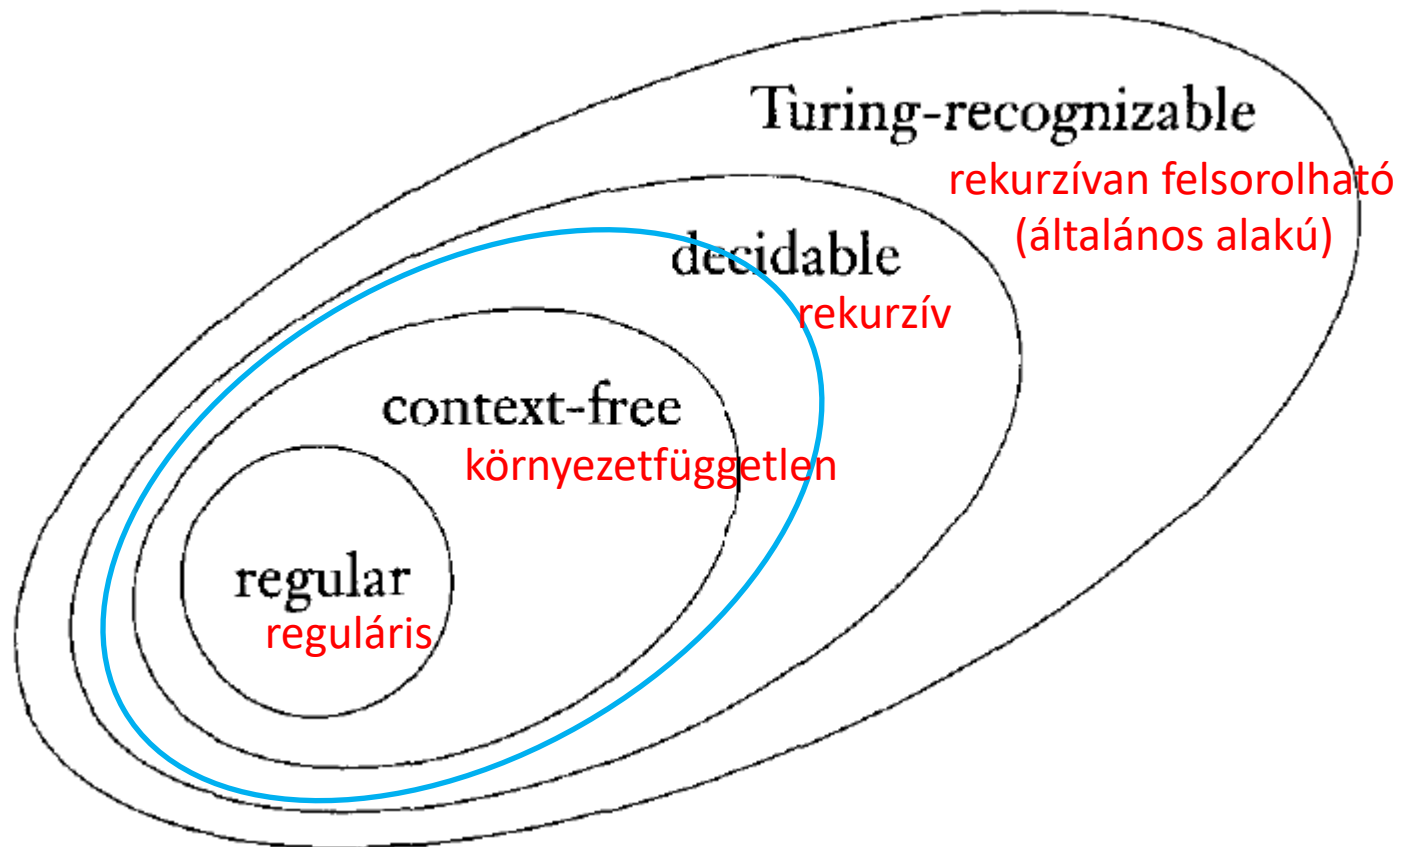 Turing-recognizable
rekurzívan felsorolható
(általános alakú)
decidable
rekurzív
context-free
környezetfüggetlen
regular
reguláris